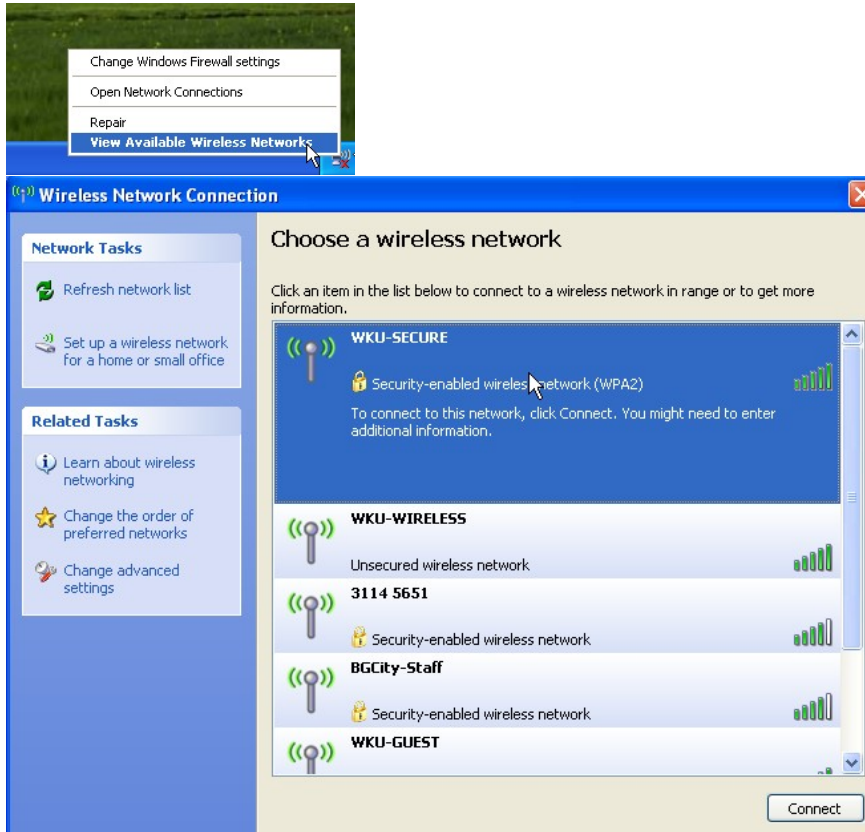 Change Windows Firewall settings
Open Network Connections
Repair
View Available Wireless Networks
Wireless Network Connection
Network Tasks
Refresh network list
Set up a wireless network
for a home or small office
Related Tasks
Learn about wireless
networking
Change the order of
preferred networks
Change advanced
settings
Choose a wireless network
Click an item in the list below to connect to a wireless network in range or to get more
information.
WKU-SECURE
Security-enabled wireless network (WPA2)
To connect to this network, click Connect. You might need to enter
additional information.
WKU-WIRELESS
Unsecured wireless network
3114 5651
Security-enabled wireless network
BGCity-Staff
Security-enabled wireless network
WKU-GUEST
Connect